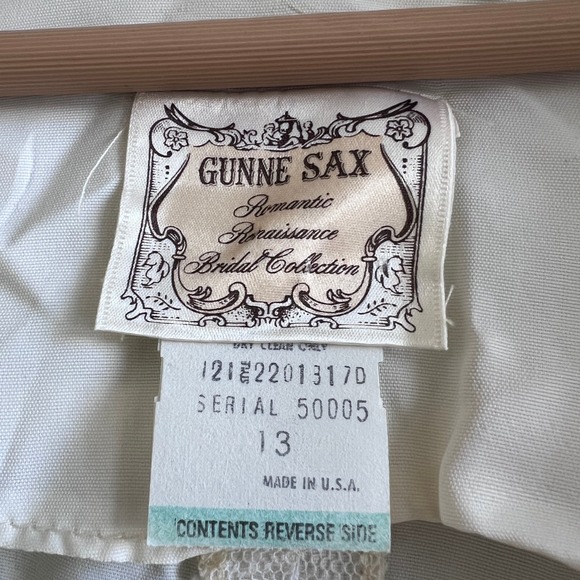 GUNNE SAX
Romantic
Renaissance
Bridal Collection
DRY CLEAN ONLY
121 STYLE 2201317D
SERIAL 50005
13
MADE IN U.S.A.
CONTENTS REVERSE SIDE